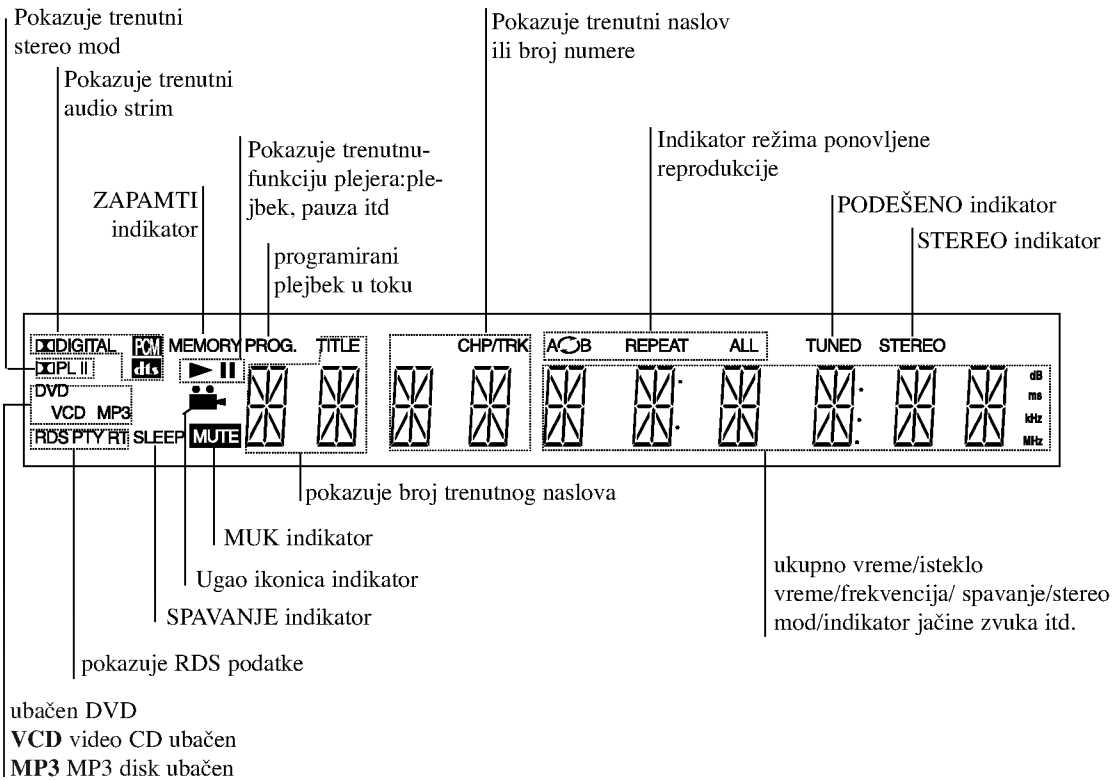 Pokazuje trenutni
stereo mod
Pokazuje trenutni
audio strim
ZAPAMTI
indikator
Pokazuje trenutnu-
funkciju plejera:ple-
jbek, pauza itd
programirani
plejbek u toku
Pokazuje trenutni naslov
ili broj numere
Indikator režima ponovljene
reprodukcije
PODEŠENO indikator
STEREO indikator
DIGITAL PCM MEMORY PROG. TITLE CHP/TRK A B REPEAT ALL TUNED STEREO
PL II dts
DVD
VCD MP3
RDS PTY RT SLEEP MUTE
dB
ms
kHz
MHz
pokazuje broj trenutnog naslova
MUK indikator
Ugao ikonica indikator
SPAVANJE indikator
pokazuje RDS podatke
ukupno vreme/isteklo
vreme/frekvencija/ spavanje/stereo
mod/indikator jačine zvuka itd.
ubačen DVD
VCD video CD ubačen
MP3 MP3 disk ubačen